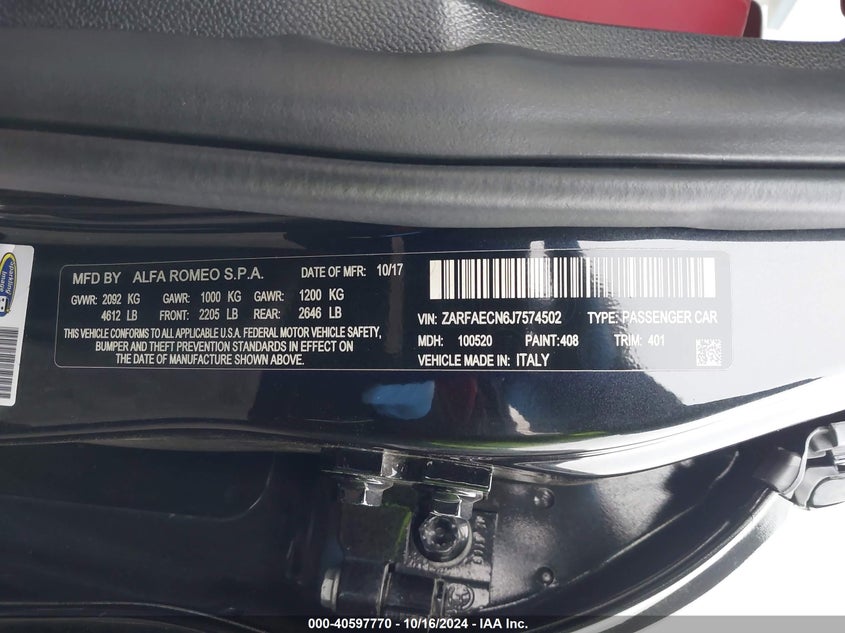 MFD BY ALFA ROMEO S.P.A. DATE OF MFR: 10/17
GVWR: 2092 KG GAWR: 1000 KG GAWR: 1200 KG
4612 LB FRONT: 2205 LB REAR: 2646 LB
THIS VEHICLE CONFORMS TO ALL APPLICABLE U.S.A. FEDERAL MOTOR VEHICLE SAFETY,
BUMPER AND THEFT PREVENTION STANDARDS IN EFFECT ON
THE DATE OF MANUFACTURE SHOWN ABOVE.
VIN: ZARFAECN6J7574502 TYPE: PASSENGER CAR
MDH: 100520 PAINT:408 TRIM: 401
VEHICLE MADE IN: ITALY
000-40597770 - 10/16/2024 - IAA Inc.